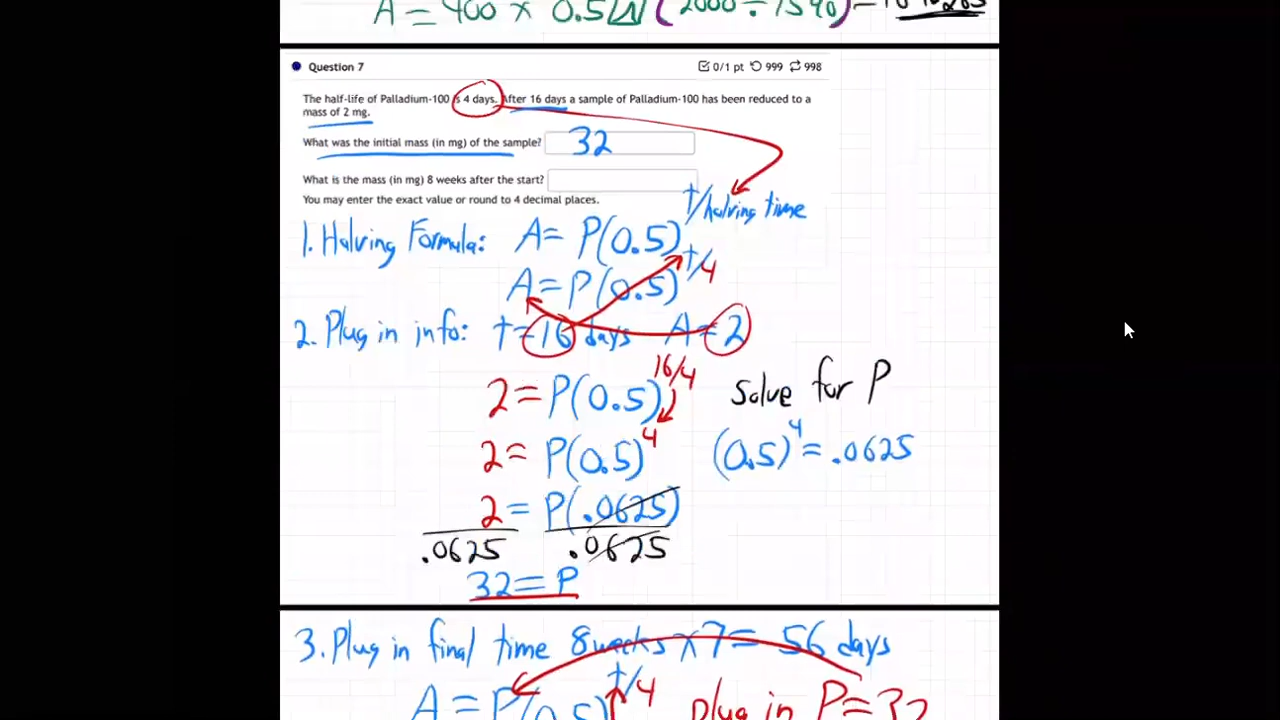 A = 400 × 0.5 ^ (2000 ÷ 1590) =
Question 7 0/1 pt 999 998
The half-life of Palladium-100 is 4 days. After 16 days a sample of Palladium-100 has been reduced to a
mass of 2 mg.
What was the initial mass (in mg) of the sample? 32
What is the mass (in mg) 8 weeks after the start?
You may enter the exact value or round to 4 decimal places.
1. Halving Formula: A = P(0.5) t/halving time
A = P(0.5) t/4
2. Plug in info: t = 16 days A = 2
2 = P(0.5) 16/4 Solve for P
2 = P(0.5)4 (0.5)4 = .0625
2 = P(.0625)
.0625 .0625
32 = P
3. Plug in final time 8 weeks × 7 = 56 days
A = P(0.5) t/4 plug in P = 32